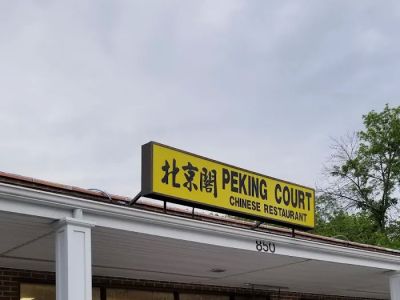 北京閣 PEKING COURT
CHINESE RESTAURANT
850